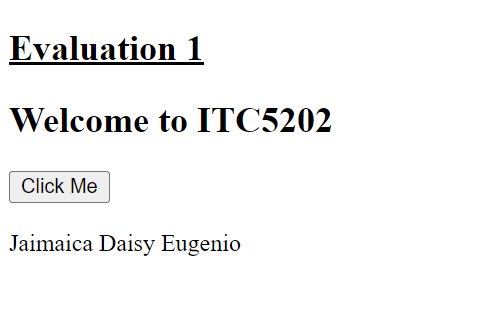 Evaluation 1
Welcome to ITC5202
Click Me
Jaimaica Daisy Eugenio